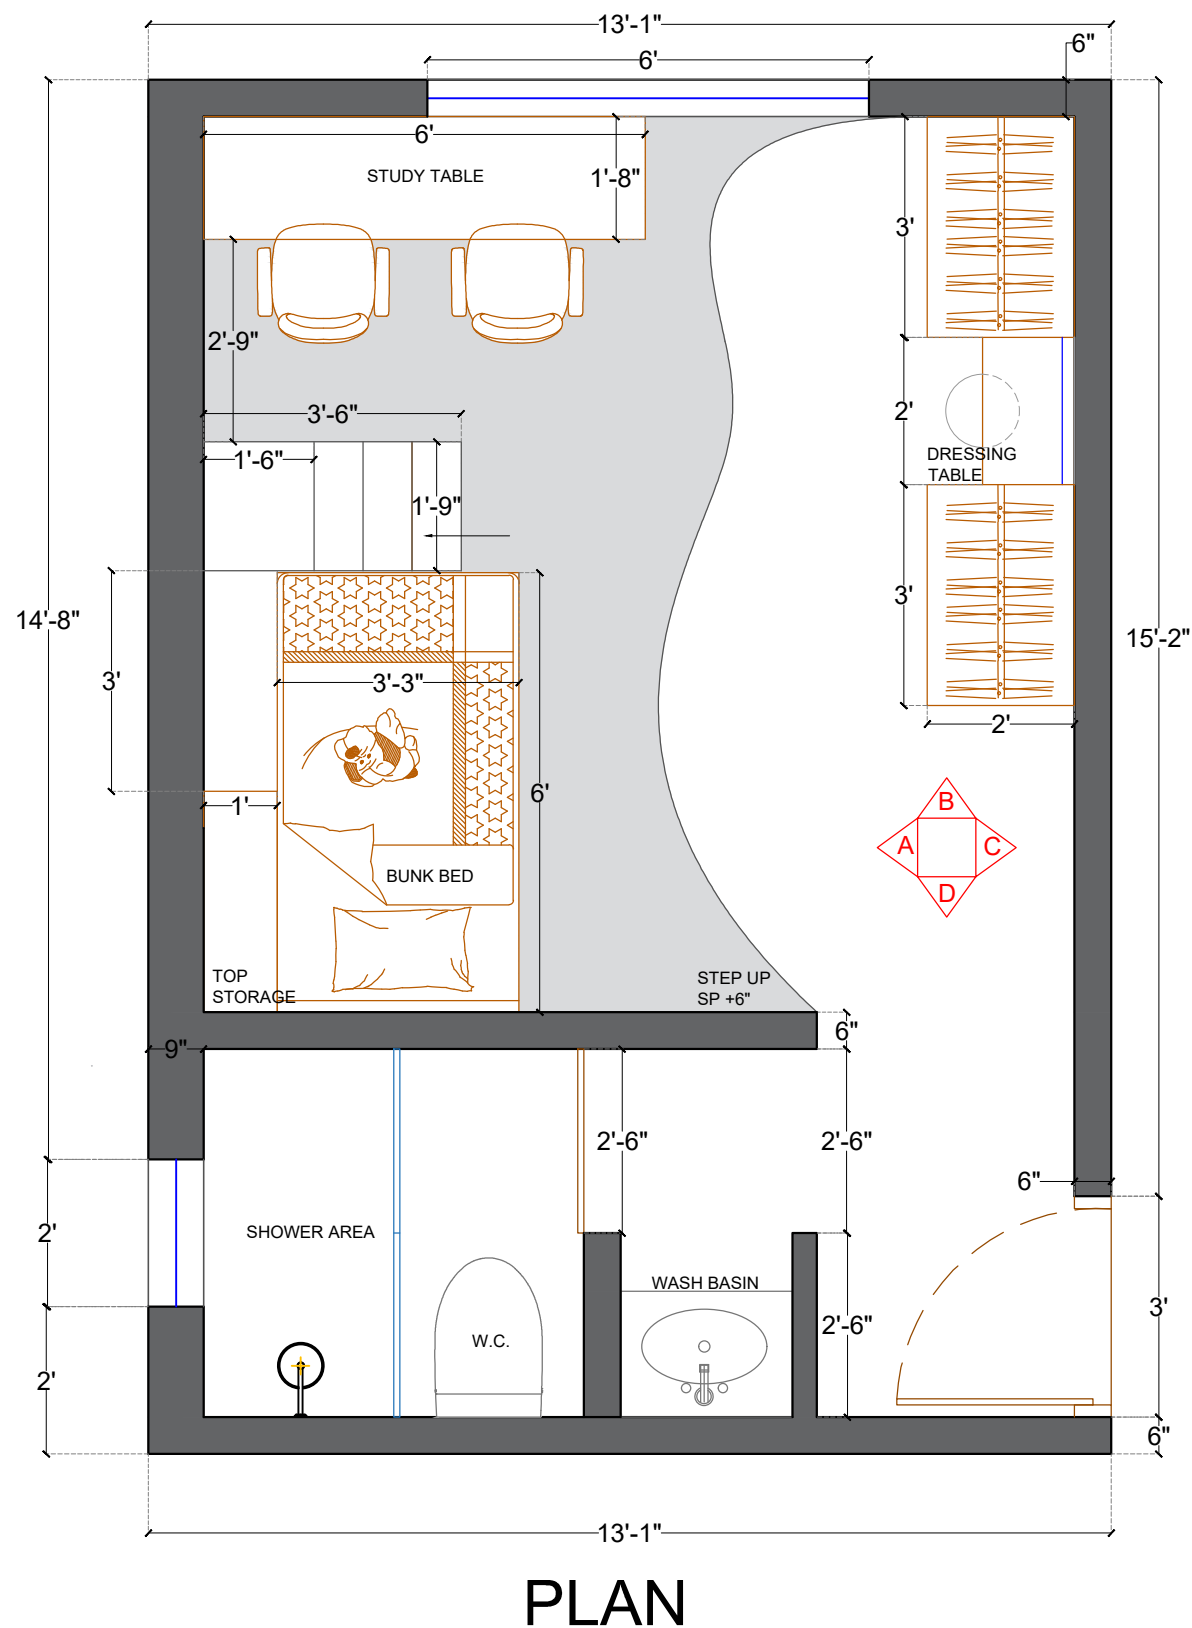 13'-1"
6'
6"
6'
STUDY TABLE
1'-8"
3'
2'-9"
3'-6"
2'
1'-6"
DRESSING
TABLE
1'-9"
3'
14'-8"
15'-2"
3'
3'-3"
2'
6'
1'
B
A
C
D
BUNK BED
TOP
STORAGE
STEP UP
SP +6"
6"
9"
2'-6"
2'-6"
6"
2'
SHOWER AREA
WASH BASIN
3'
2'-6"
W.C.
2'
6"
13'-1"
PLAN